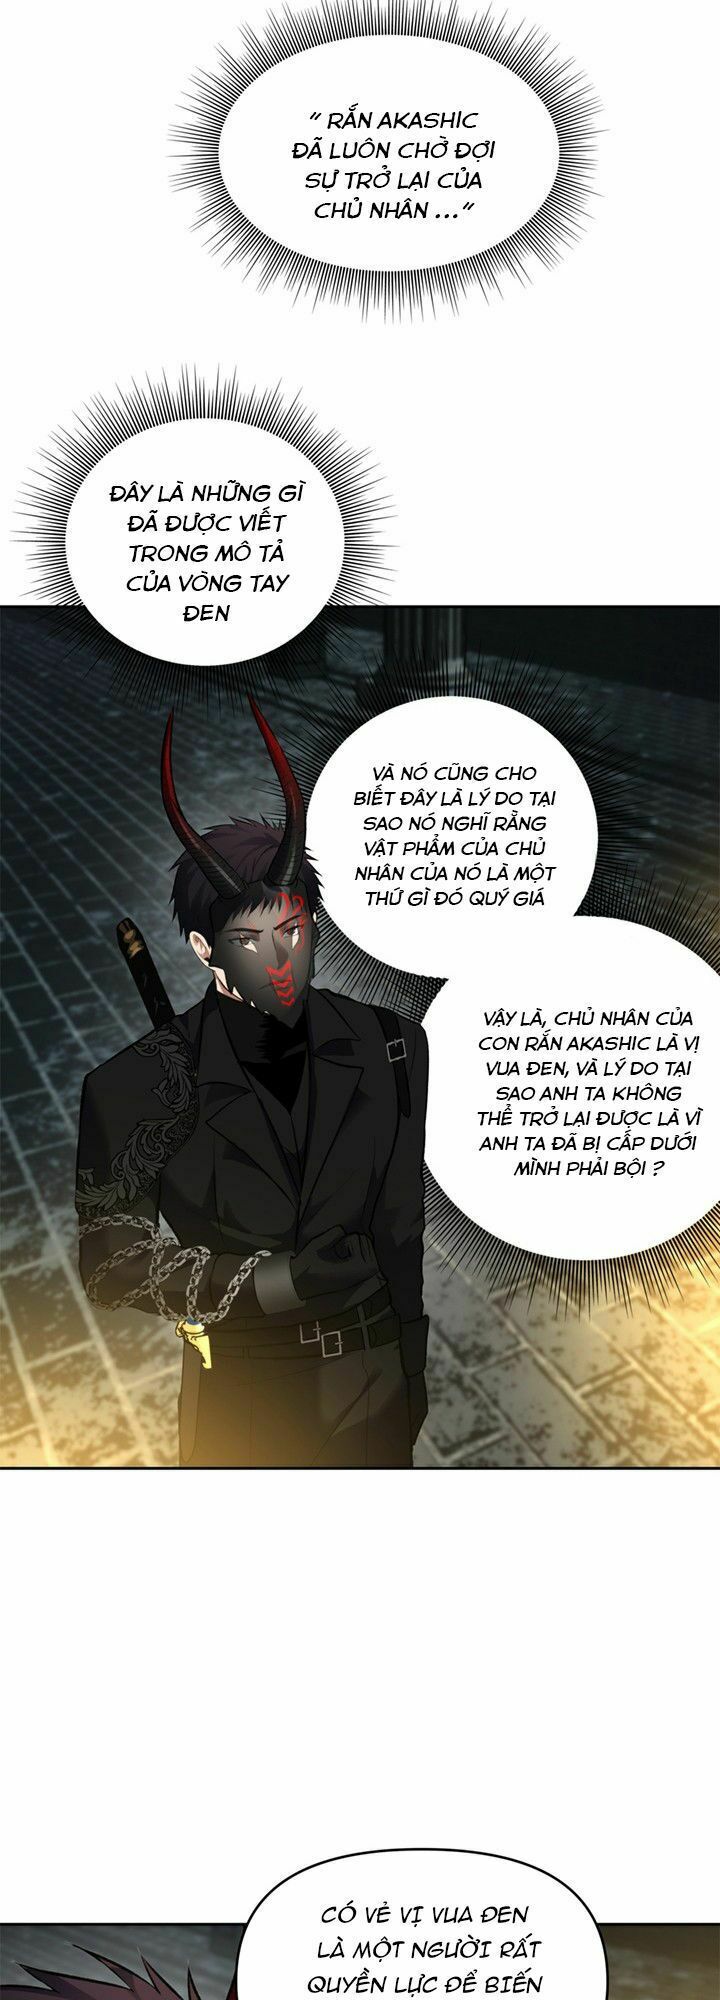 " RẮN AKASHIC
ĐÃ LUÔN CHỜ ĐỢI
SỰ TRỞ LẠI CỦA
CHỦ NHÂN ..."
ĐÂY LÀ NHỮNG GÌ
ĐÃ ĐƯỢC VIẾT
TRONG MÔ TẢ
CỦA VÒNG TAY
ĐEN
VÀ NÓ CŨNG CHO
BIẾT ĐÂY LÀ LÝ DO TẠI
SAO NÓ NGHĨ RẰNG
VẬT PHẨM CỦA CHỦ
NHÂN CỦA NÓ LÀ MỘT
THỨ GÌ ĐÓ QUÝ GIÁ
VẬY LÀ, CHỦ NHÂN CỦA
CON RẮN AKASHIC LÀ VỊ
VUA ĐEN, VÀ LÝ DO TẠI
SAO ANH TA KHÔNG
THỂ TRỞ LẠI ĐƯỢC LÀ VÌ
ANH TA ĐÃ BỊ CẤP DƯỚI
MÌNH PHẢI BỘI ?
CÓ VẺ VỊ VUA ĐEN
LÀ MỘT NGƯỜI RẤT
QUYỀN LỰC ĐỂ BIẾN